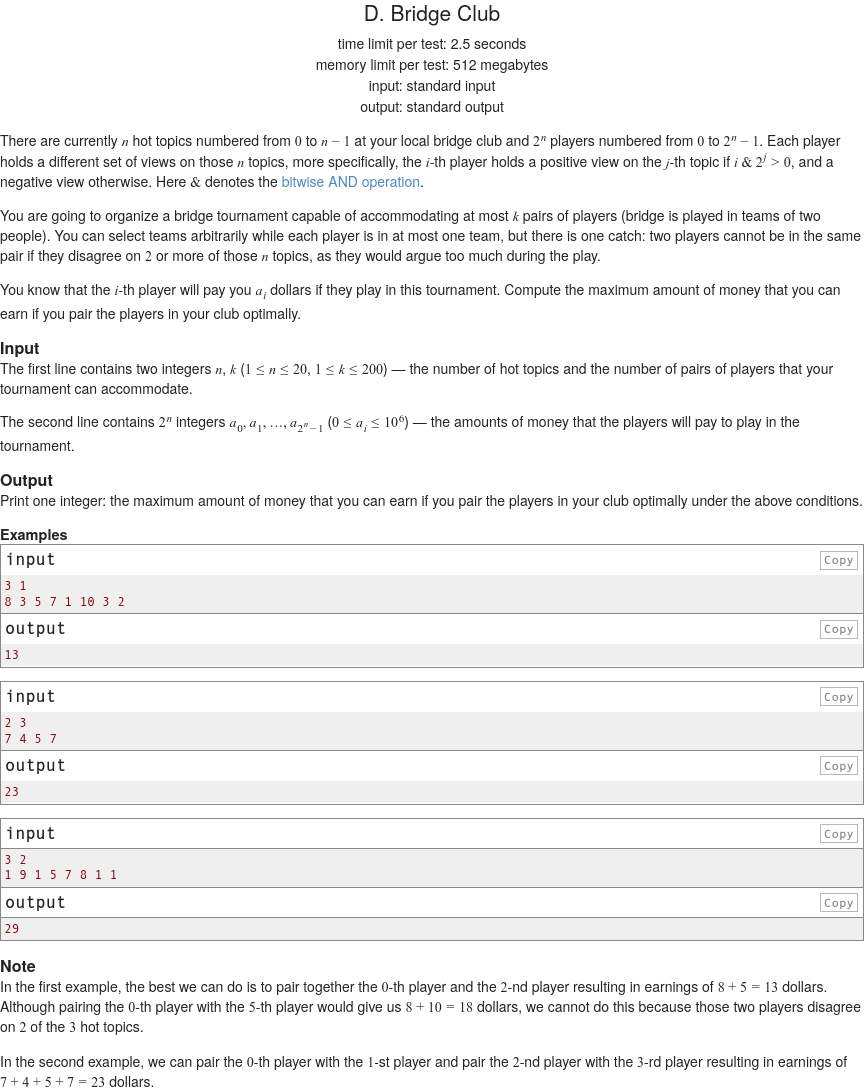 D. Bridge Club
time limit per test: 2.5 seconds
memory limit per test: 512 megabytes
input: standard input
output: standard output
There are currently n hot topics numbered from 0 to n − 1 at your local bridge club and 2^n players numbered from 0 to 2^n − 1. Each player
holds a different set of views on those n topics, more specifically, the i-th player holds a positive view on the j-th topic if i & 2^j > 0, and a
negative view otherwise. Here & denotes the bitwise AND operation.
You are going to organize a bridge tournament capable of accommodating at most k pairs of players (bridge is played in teams of two
people). You can select teams arbitrarily while each player is in at most one team, but there is one catch: two players cannot be in the same
pair if they disagree on 2 or more of those n topics, as they would argue too much during the play.
You know that the i-th player will pay you a_i dollars if they play in this tournament. Compute the maximum amount of money that you can
earn if you pair the players in your club optimally.
Input
The first line contains two integers n, k (1 ≤ n ≤ 20, 1 ≤ k ≤ 200) — the number of hot topics and the number of pairs of players that your
tournament can accommodate.
The second line contains 2^n integers a_0, a_1, …, a_{2^n−1} (0 ≤ a_i ≤ 10^6) — the amounts of money that the players will pay to play in the
tournament.
Output
Print one integer: the maximum amount of money that you can earn if you pair the players in your club optimally under the above conditions.
Examples
input Copy
3 1
8 3 5 7 1 10 3 2
output Copy
13
input Copy
2 3
7 4 5 7
output Copy
23
input Copy
3 2
1 9 1 5 7 8 1 1
output Copy
29
Note
In the first example, the best we can do is to pair together the 0-th player and the 2-nd player resulting in earnings of 8 + 5 = 13 dollars.
Although pairing the 0-th player with the 5-th player would give us 8 + 10 = 18 dollars, we cannot do this because those two players disagree
on 2 of the 3 hot topics.
In the second example, we can pair the 0-th player with the 1-st player and pair the 2-nd player with the 3-rd player resulting in earnings of
7 + 4 + 5 + 7 = 23 dollars.